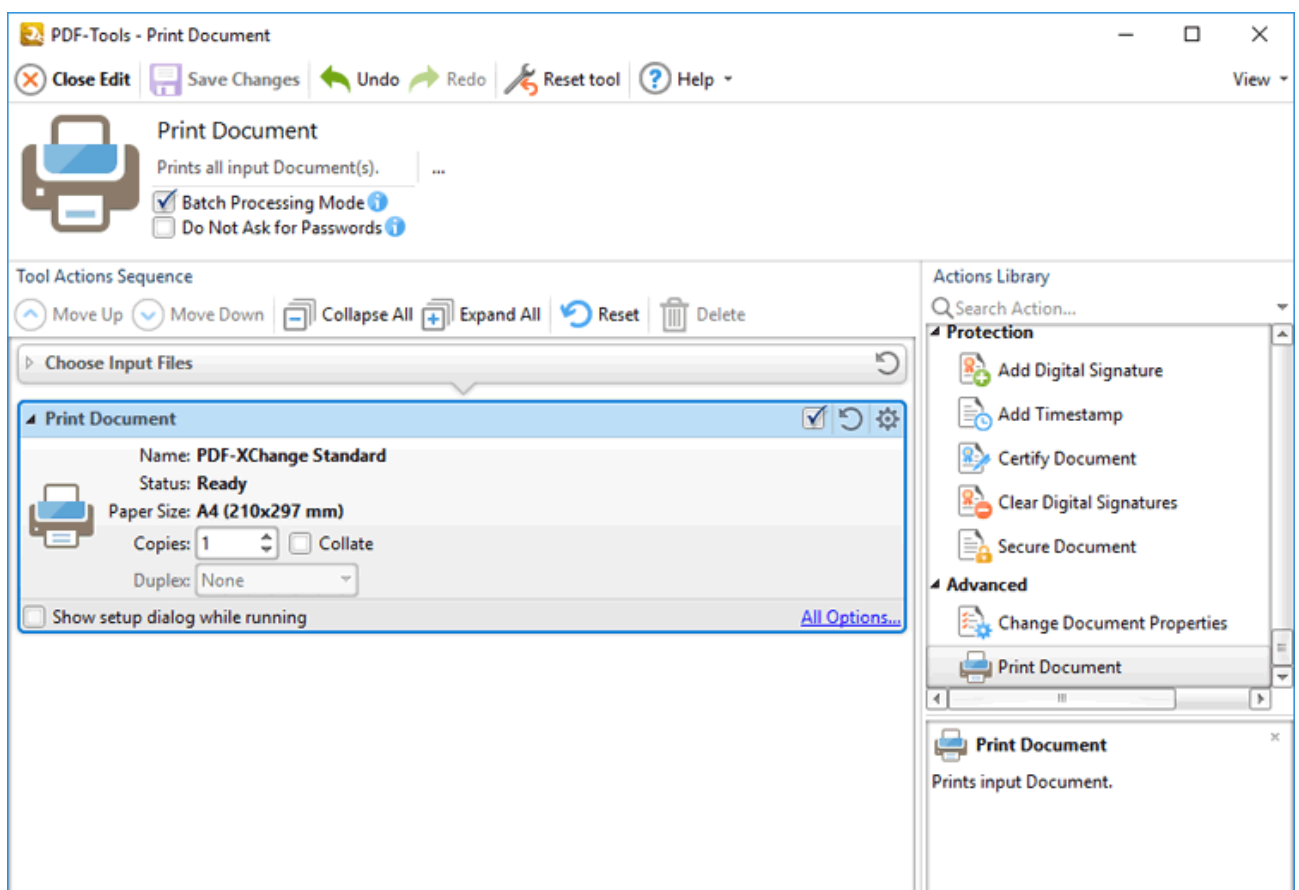 PDF-Tools - Print Document
Close Edit Save Changes Undo Redo Reset tool Help View
Print Document
Prints all input Document(s). ...
Batch Processing Mode
Do Not Ask for Passwords
Tool Actions Sequence
Move Up Move Down Collapse All Expand All Reset Delete
Choose Input Files
Print Document
Name: PDF-XChange Standard
Status: Ready
Paper Size: A4 (210x297 mm)
Copies: 1 Collate
Duplex: None
Show setup dialog while running All Options...
Actions Library
Search Action...
Protection
Add Digital Signature
Add Timestamp
Certify Document
Clear Digital Signatures
Secure Document
Advanced
Change Document Properties
Print Document
Print Document
Prints input Document.